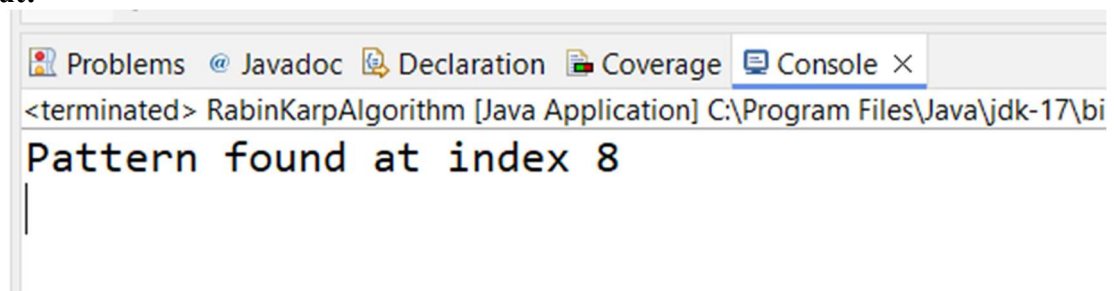 Problems @ Javadoc Declaration Coverage Console ×
<terminated> RabinKarpAlgorithm [Java Application] C:\Program Files\Java\jdk-17\bi
Pattern found at index 8